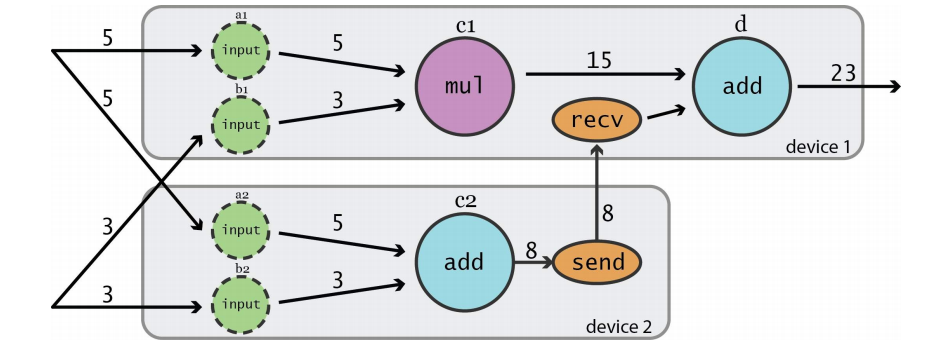 a1
c1
d
5
input
5
mul
15
add
23
5
b1
input
3
recv
device 1
a2
c2
3
input
5
8
b2
add
8
send
3
input
3
device 2